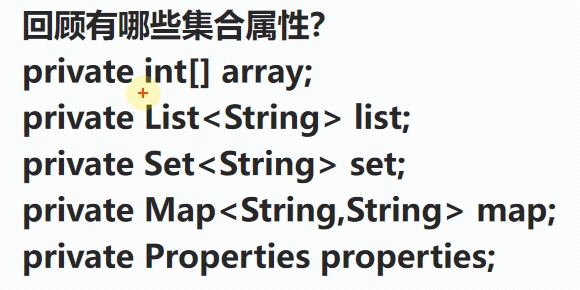 回顾有哪些集合属性?
private int[] array;
private List<String> list;
private Set<String> set;
private Map<String,String> map;
private Properties properties;